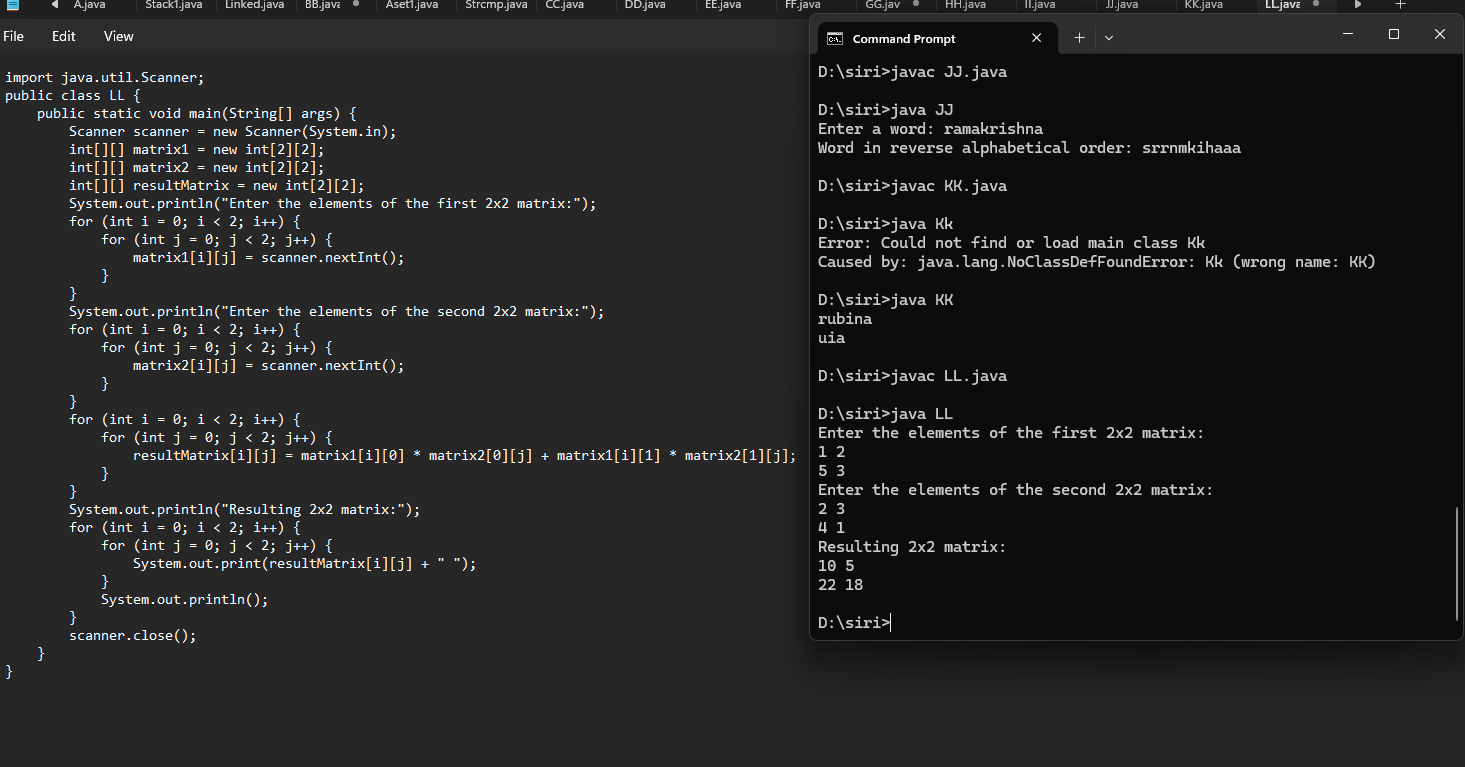 A.java Stack1.java Linked.java BB.java Aset1.java Strcmp.java CC.java DD.java EE.java FF.java GG.jav HH.java II.java JJ.java KK.java LL.java
File Edit View
import java.util.Scanner;
public class LL {
    public static void main(String[] args) {
        Scanner scanner = new Scanner(System.in);
        int[][] matrix1 = new int[2][2];
        int[][] matrix2 = new int[2][2];
        int[][] resultMatrix = new int[2][2];
        System.out.println("Enter the elements of the first 2x2 matrix:");
        for (int i = 0; i < 2; i++) {
            for (int j = 0; j < 2; j++) {
                matrix1[i][j] = scanner.nextInt();
            }
        }
        System.out.println("Enter the elements of the second 2x2 matrix:");
        for (int i = 0; i < 2; i++) {
            for (int j = 0; j < 2; j++) {
                matrix2[i][j] = scanner.nextInt();
            }
        }
        for (int i = 0; i < 2; i++) {
            for (int j = 0; j < 2; j++) {
                resultMatrix[i][j] = matrix1[i][0] * matrix2[0][j] + matrix1[i][1] * matrix2[1][j];
            }
        }
        System.out.println("Resulting 2x2 matrix:");
        for (int i = 0; i < 2; i++) {
            for (int j = 0; j < 2; j++) {
                System.out.print(resultMatrix[i][j] + " ");
            }
            System.out.println();
        }
        scanner.close();
    }
}
Command Prompt
D:\siri>javac JJ.java
D:\siri>java JJ
Enter a word: ramakrishna
Word in reverse alphabetical order: srrnmkihaaa
D:\siri>javac KK.java
D:\siri>java Kk
Error: Could not find or load main class Kk
Caused by: java.lang.NoClassDefFoundError: Kk (wrong name: KK)
D:\siri>java KK
rubina
uia
D:\siri>javac LL.java
D:\siri>java LL
Enter the elements of the first 2x2 matrix:
1 2
5 3
Enter the elements of the second 2x2 matrix:
2 3
4 1
Resulting 2x2 matrix:
10 5
22 18
D:\siri>